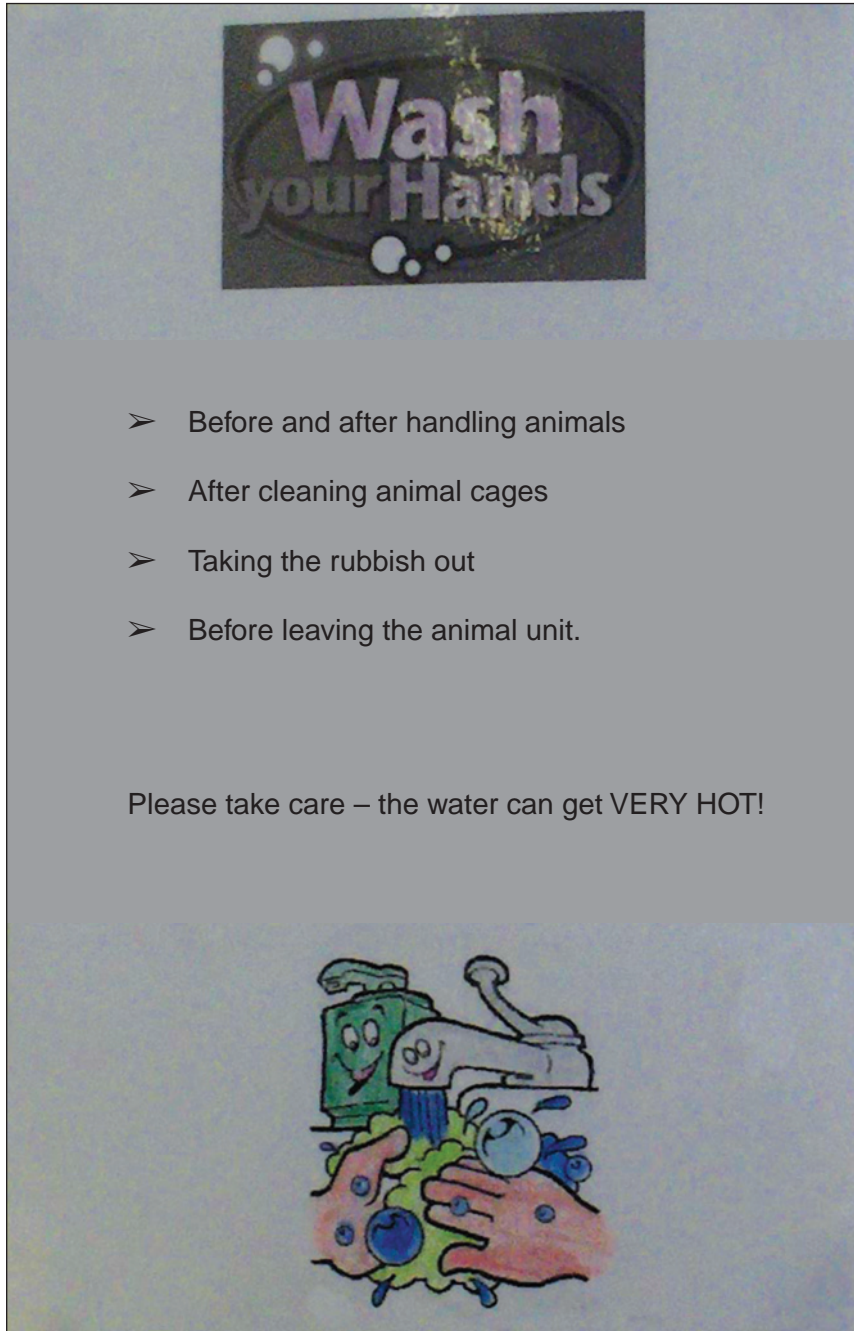 Wash
your Hands
➢ Before and after handling animals
➢ After cleaning animal cages
➢ Taking the rubbish out
➢ Before leaving the animal unit.
Please take care – the water can get VERY HOT!